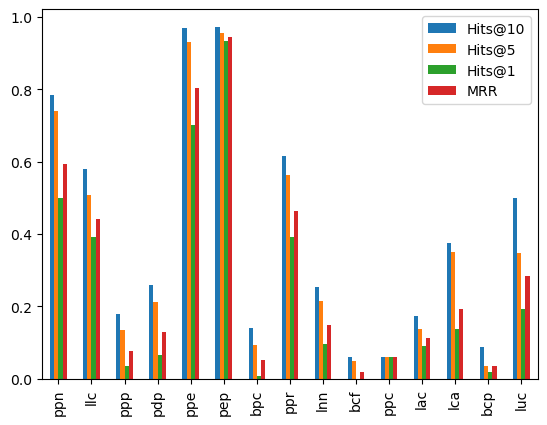 1.0
0.8
0.6
0.4
0.2
0.0
Hits@10
Hits@5
Hits@1
MRR
ppn
llc
ppp
pdp
ppe
pep
bpc
ppr
lnn
bcf
ppc
lac
lca
bcp
luc